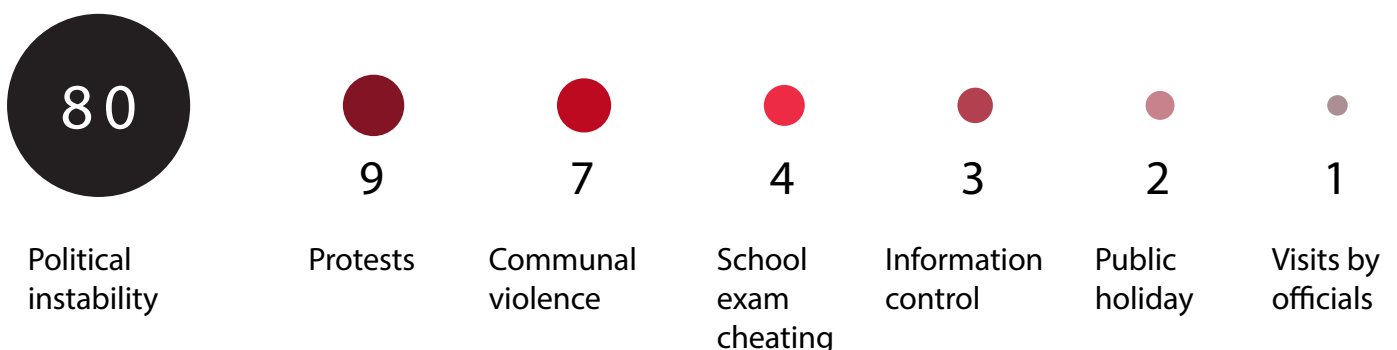 80
9
7
4
3
2
1
Political
instability
Protests
Communal
violence
School
exam
cheating
Information
control
Public
holiday
Visits by
officials